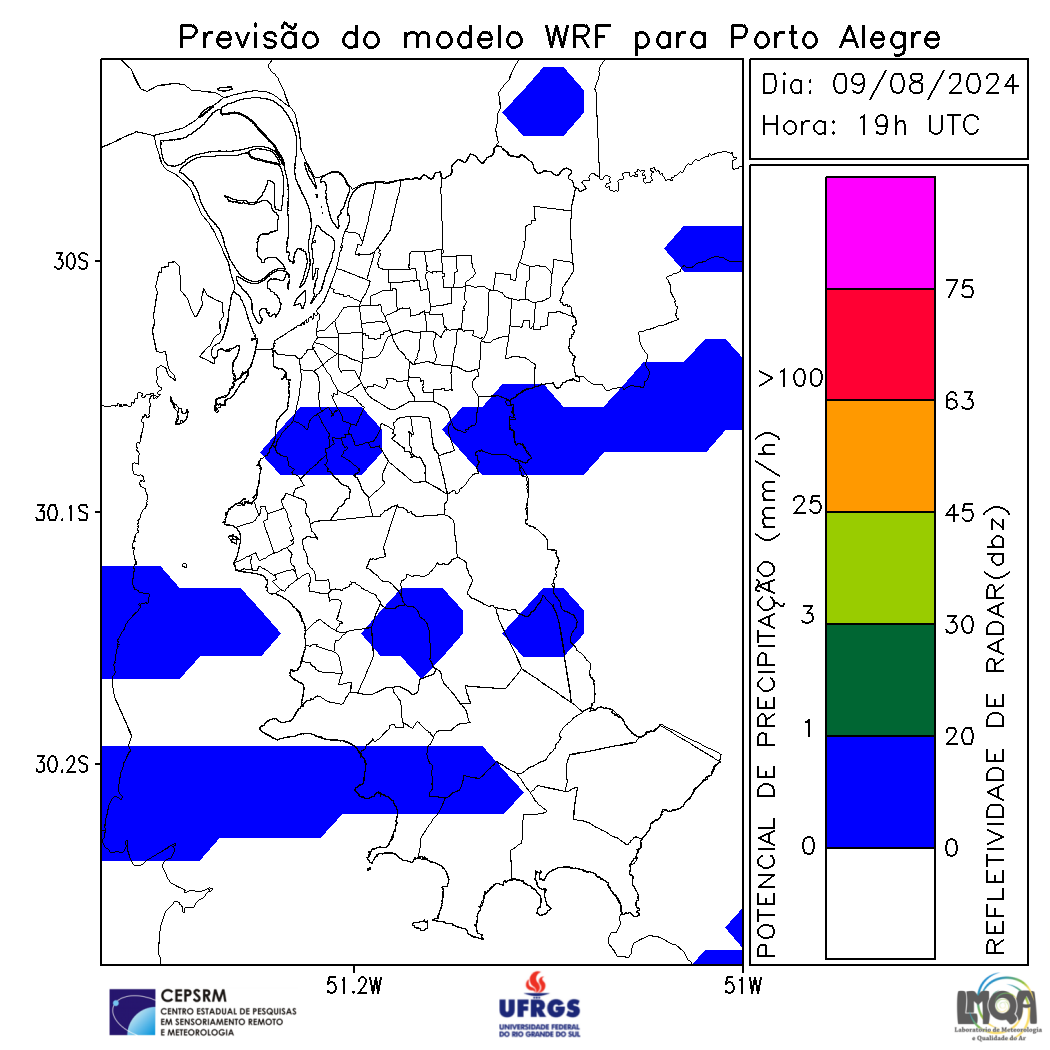 Previsão do modelo WRF para Porto Alegre
Dia: 09/08/2024
Hora: 19h UTC
30S
30.1S
30.2S
51.2W
51W
POTENCIAL DE PRECIPITAÇÃO (mm/h)
>100
25
3
1
0
75
63
45
30
20
0
REFLETIVIDADE DE RADAR(dbz)
CEPSRM
CENTRO ESTADUAL DE PESQUISAS
EM SENSORIAMENTO REMOTO
E METEOROLOGIA
UFRGS
UNIVERSIDADE FEDERAL
DO RIO GRANDE DO SUL
LMQA
Laboratório de Meteorologia
e Qualidade do Ar